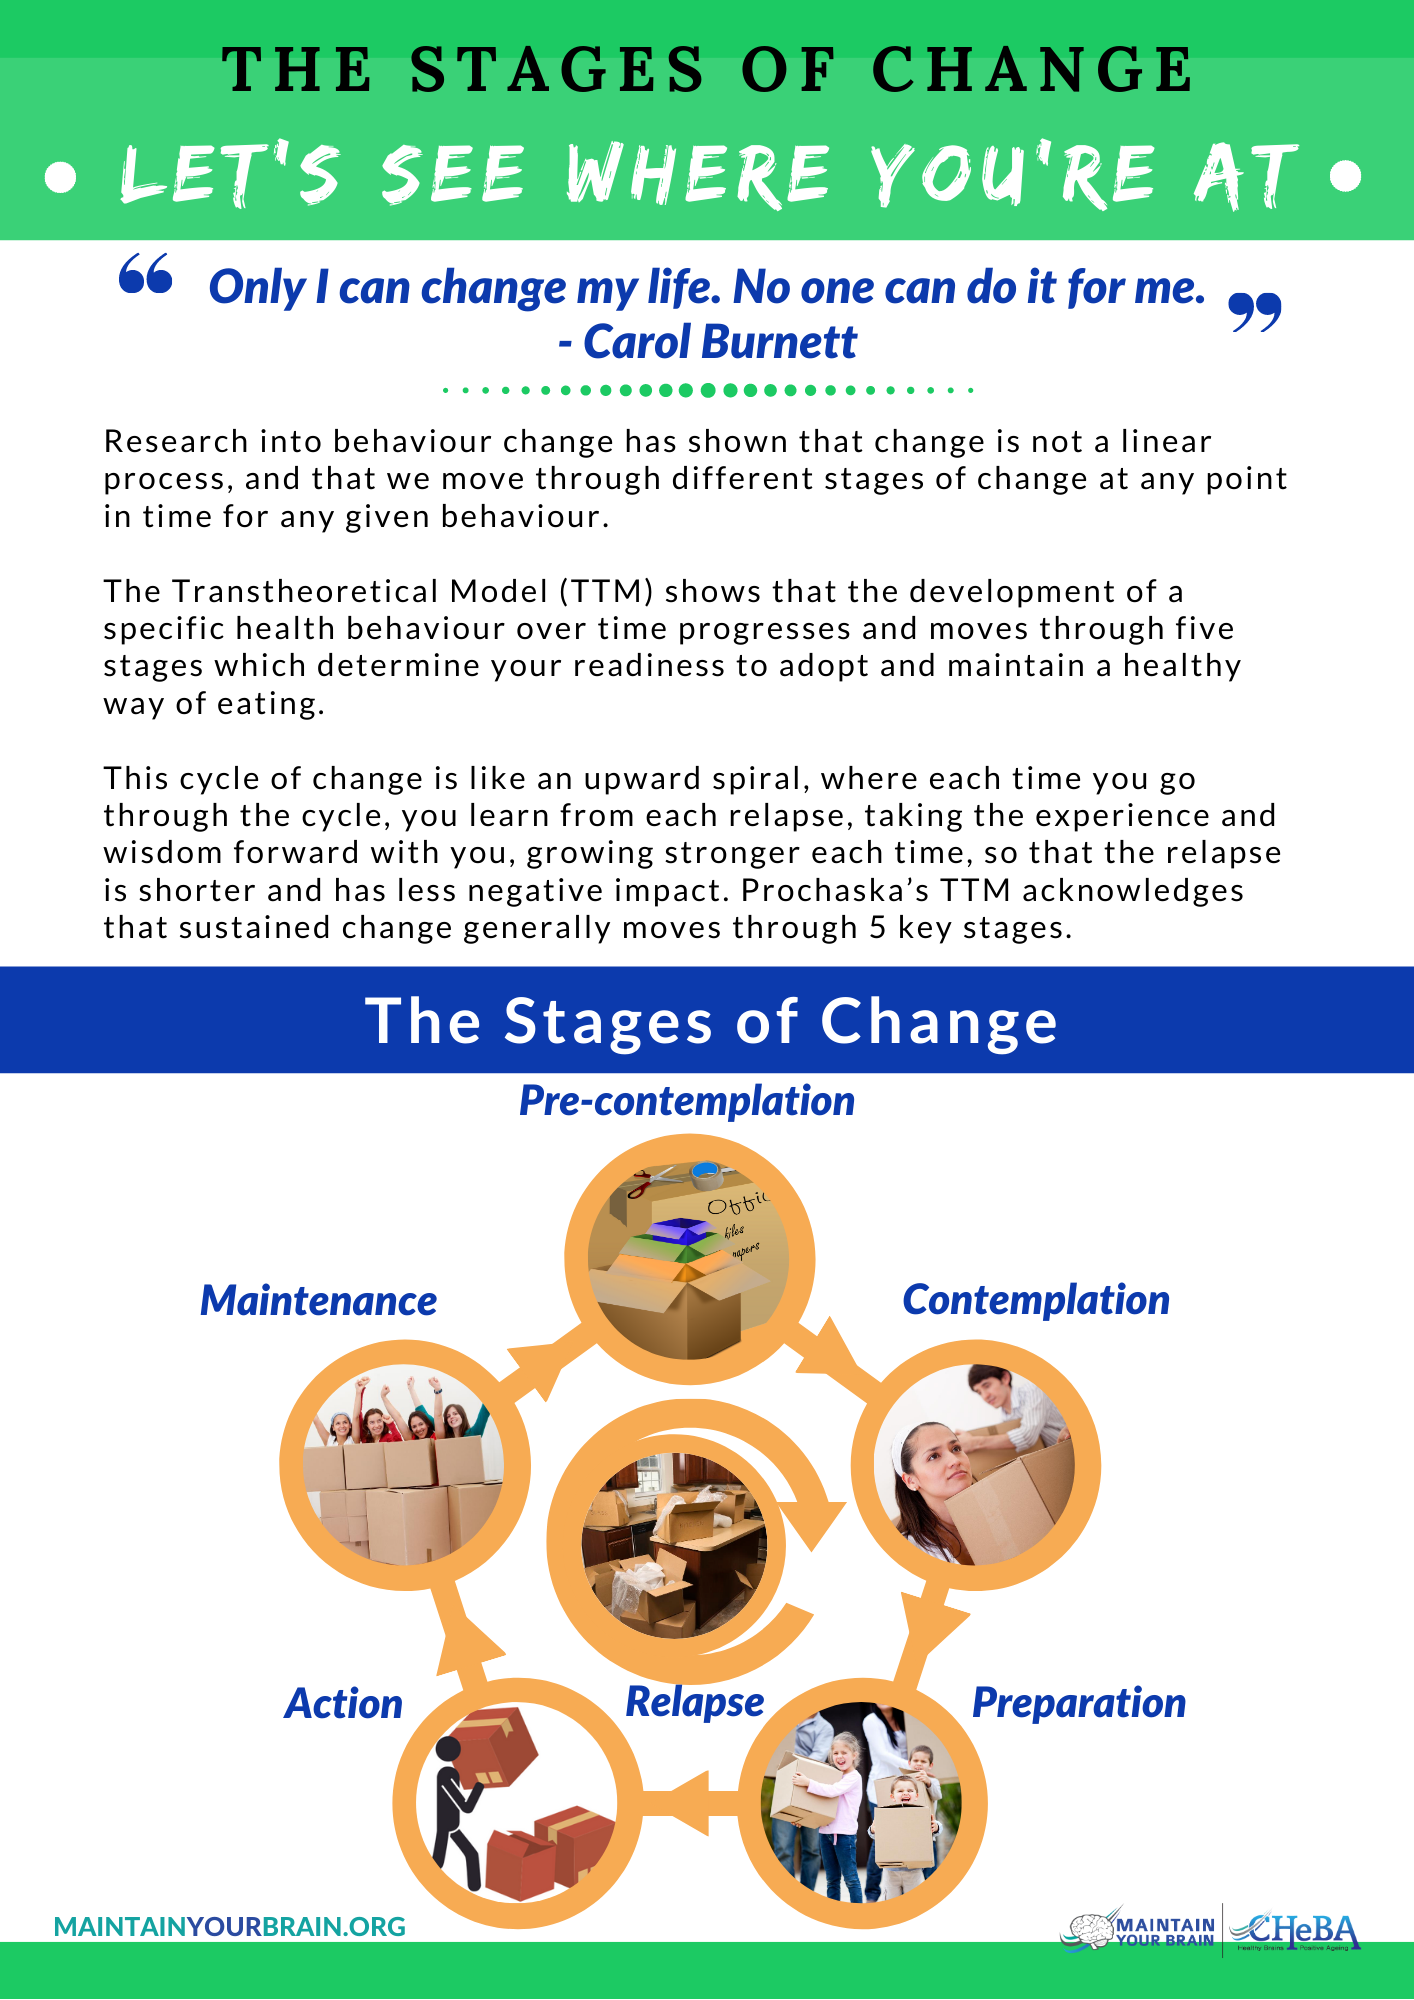 THE STAGES OF CHANGE
LET'S SEE WHERE YOU'RE AT
“ Only I can change my life. No one can do it for me. ”
- Carol Burnett
Research into behaviour change has shown that change is not a linear
process, and that we move through different stages of change at any point
in time for any given behaviour.
The Transtheoretical Model (TTM) shows that the development of a
specific health behaviour over time progresses and moves through five
stages which determine your readiness to adopt and maintain a healthy
way of eating.
This cycle of change is like an upward spiral, where each time you go
through the cycle, you learn from each relapse, taking the experience and
wisdom forward with you, growing stronger each time, so that the relapse
is shorter and has less negative impact. Prochaska’s TTM acknowledges
that sustained change generally moves through 5 key stages.
The Stages of Change
Pre-contemplation
Offic
files
papers
Maintenance
Contemplation
Action
Relapse
Preparation
MAINTAINYOURBRAIN.ORG
MAINTAIN
YOUR BRAIN
CHeBA
Healthy Brains Positive Ageing